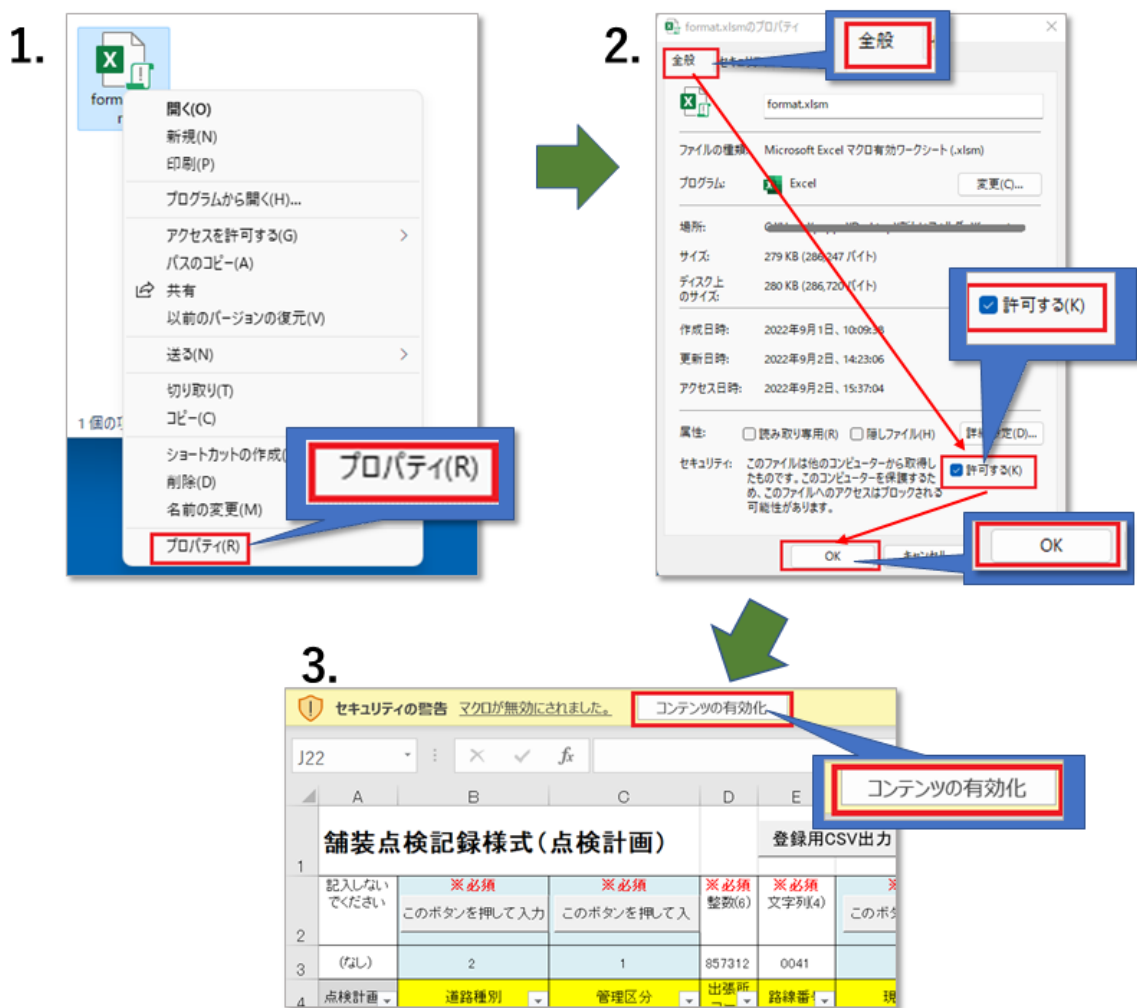 1.
form
r
開く(O)
新規(N)
印刷(P)
プログラムから開く(H)...
アクセスを許可する(G)
パスのコピー(A)
共有
以前のバージョンの復元(V)
送る(N)
切り取り(T)
コピー(C)
ショートカットの作成(
削除(D)
名前の変更(M)
プロパティ(R)
1 個の項
プロパティ(R)
2.
format.xlsmのプロパティ
全般
全般
format.xlsm
ファイルの種類: Microsoft Excel マクロ有効ワークシート (.xlsm)
プログラム: Excel 変更(C)...
場所:
サイズ: 279 KB (286,247 バイト)
ディスク上
のサイズ: 280 KB (286,720 バイト)
作成日時: 2022年9月1日、10:09:38
更新日時: 2022年9月2日、14:23:06
アクセス日時: 2022年9月2日、15:37:04
許可する(K)
属性: 読み取り専用(R) 隠しファイル(H) 詳細設定(D)...
セキュリティ: このファイルは他のコンピューターから取得し
たものです。このコンピューターを保護するた
め、このファイルへのアクセスはブロックされる
可能性があります。
許可する(K)
OK キャンセル
OK
3.
セキュリティの警告 マクロが無効にされました。 コンテンツの有効化
コンテンツの有効化
J22 fx
A B C D E
1 舗装点検記録様式(点検計画) 登録用CSV出力
2 記入しない
でください
※必須
このボタンを押して入力
※必須
このボタンを押して入
※必須
整数(6)
※必須
文字列(4)
※
このボタ
3 (なし) 2 1 857312 0041
4 点検計画 道路種別 管理区分 出張所
コー 路線番号 現